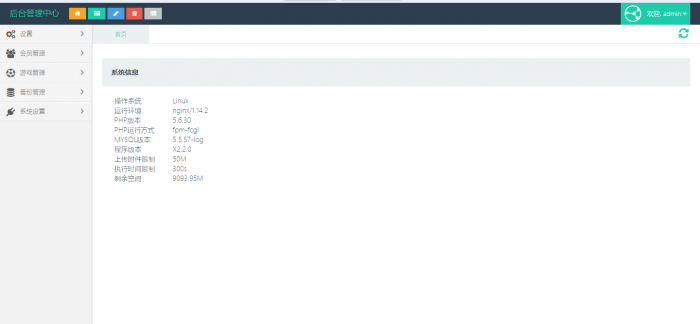 后台管理中心
欢迎, admin
设置
首页
会员管理
游戏管理
备份管理
系统设置
系统信息
操作系统 Linux
运行环境 nginx/1.14.2
PHP版本 5.6.30
PHP运行方式 fpm-fcgi
MYSQL版本 5.5.57-log
程序版本 X2.2.0
上传附件限制 50M
执行时间限制 300s
剩余空间 9093.95M